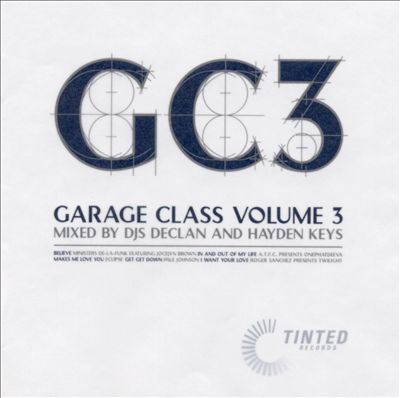 GC3
GARAGE CLASS VOLUME 3
MIXED BY DJS DECLAN AND HAYDEN KEYS
BELIEVE MINISTERS DE-LA-FUNK FEATURING JOCELYN BROWN IN AND OUT OF MY LIFE A.T.F.C. PRESENTS ONEPHATDEEVA
MAKES ME LOVE YOU ECLIPSE GET GET DOWN PAUL JOHNSON I WANT YOUR LOVE ROGER SANCHEZ PRESENTS TWILIGHT
TINTED
RECORDS